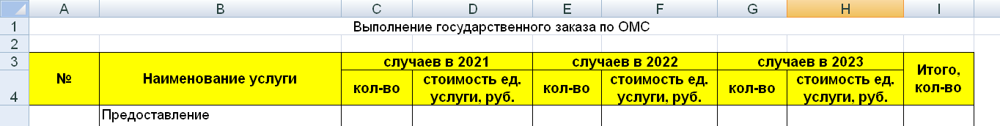 A B C D E F G H I
1 Выполнение государственного заказа по ОМС
2
3 № Наименование услуги случаев в 2021 случаев в 2022 случаев в 2023 Итого, кол-во
4 кол-во стоимость ед. услуги, руб. кол-во стоимость ед. услуги, руб. кол-во стоимость ед. услуги, руб.
Предоставление